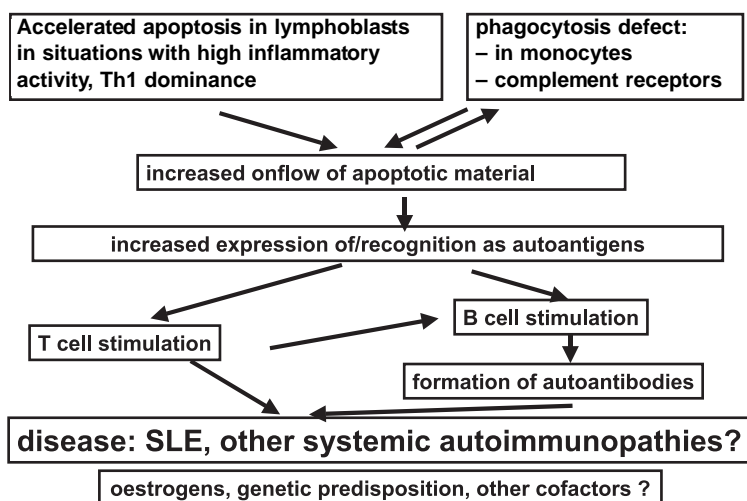 Accelerated apoptosis in lymphoblasts
in situations with high inflammatory
activity, Th1 dominance
phagocytosis defect:
– in monocytes
– complement receptors
increased onflow of apoptotic material
increased expression of/recognition as autoantigens
T cell stimulation
B cell stimulation
formation of autoantibodies
disease: SLE, other systemic autoimmunopathies?
oestrogens, genetic predisposition, other cofactors ?